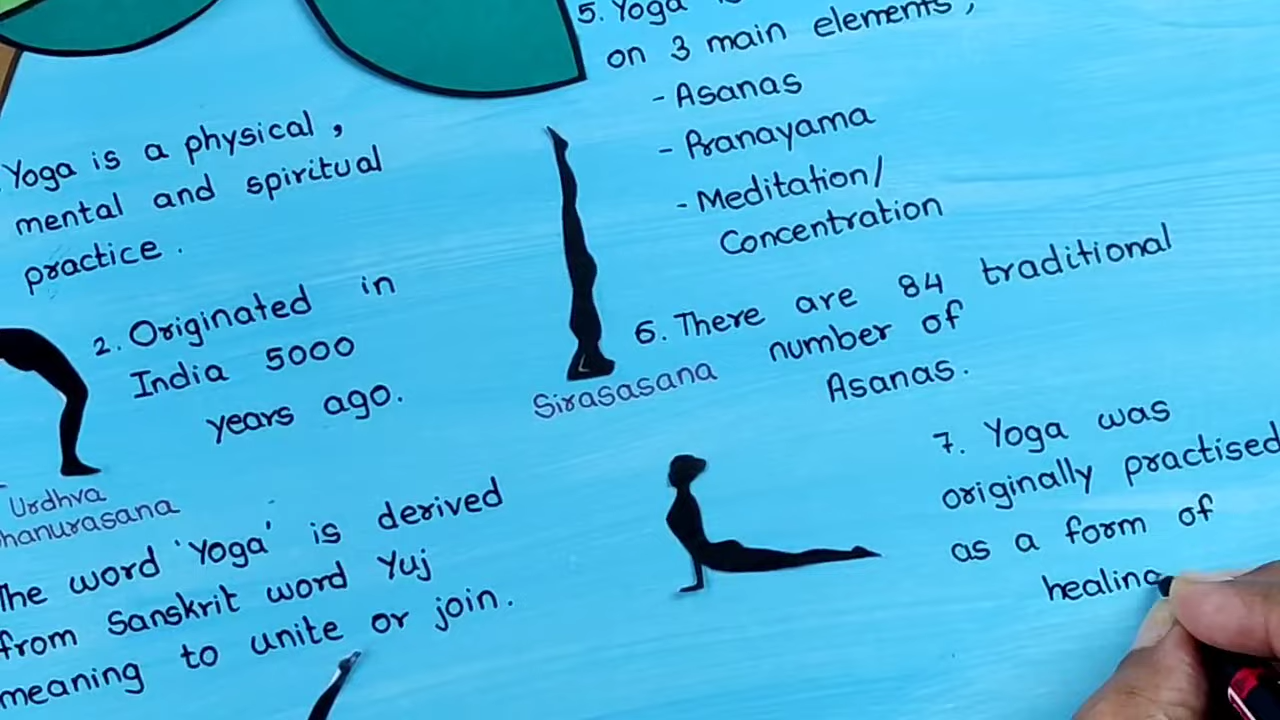 Yoga is a physical,
mental and spiritual
practice.
2. Originated in
India 5000
years ago.
Urdhva
hanurasana
The word 'Yoga' is derived
from Sanskrit word Yuj
meaning to unite or join.
5. Yoga
on 3 main elements,
- Asanas
- Pranayama
- Meditation/
Concentration
Sirasasana
6. There are 84 traditional
number of
Asanas.
7. Yoga was
originally practised
as a form of
healing